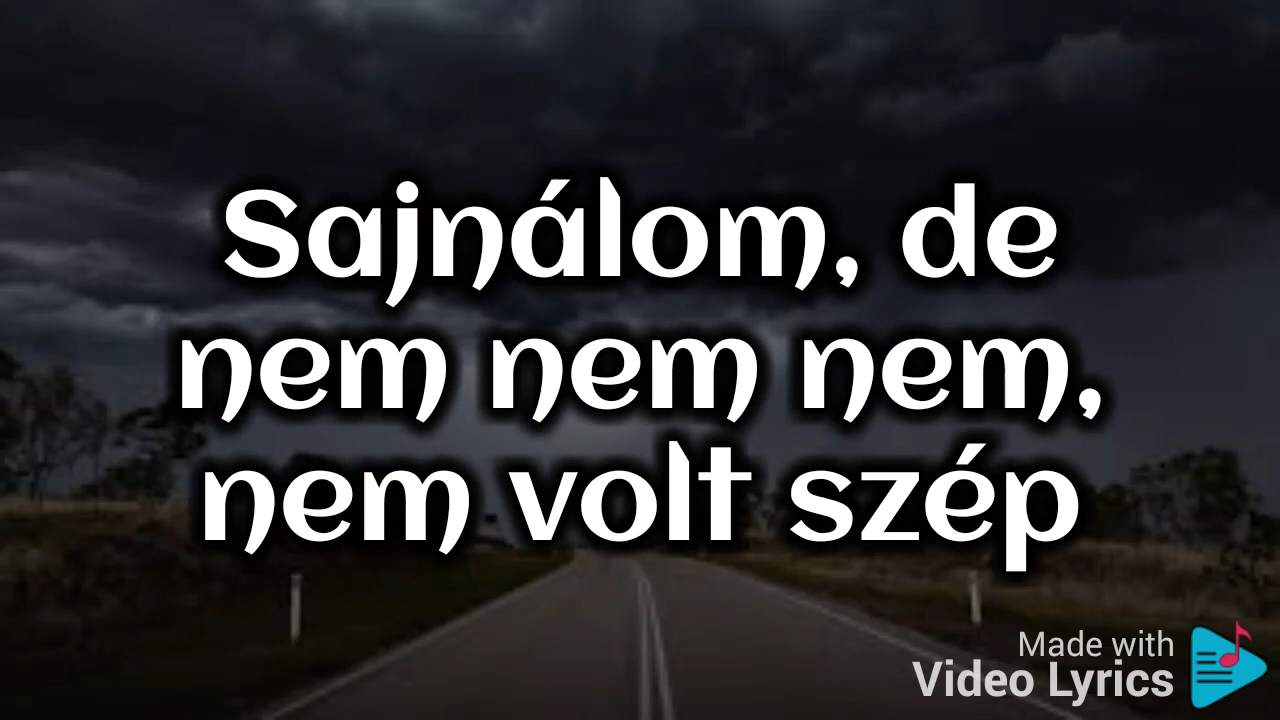 Sajnálom, de
nem nem nem,
nem volt szép
Made with
Video Lyrics